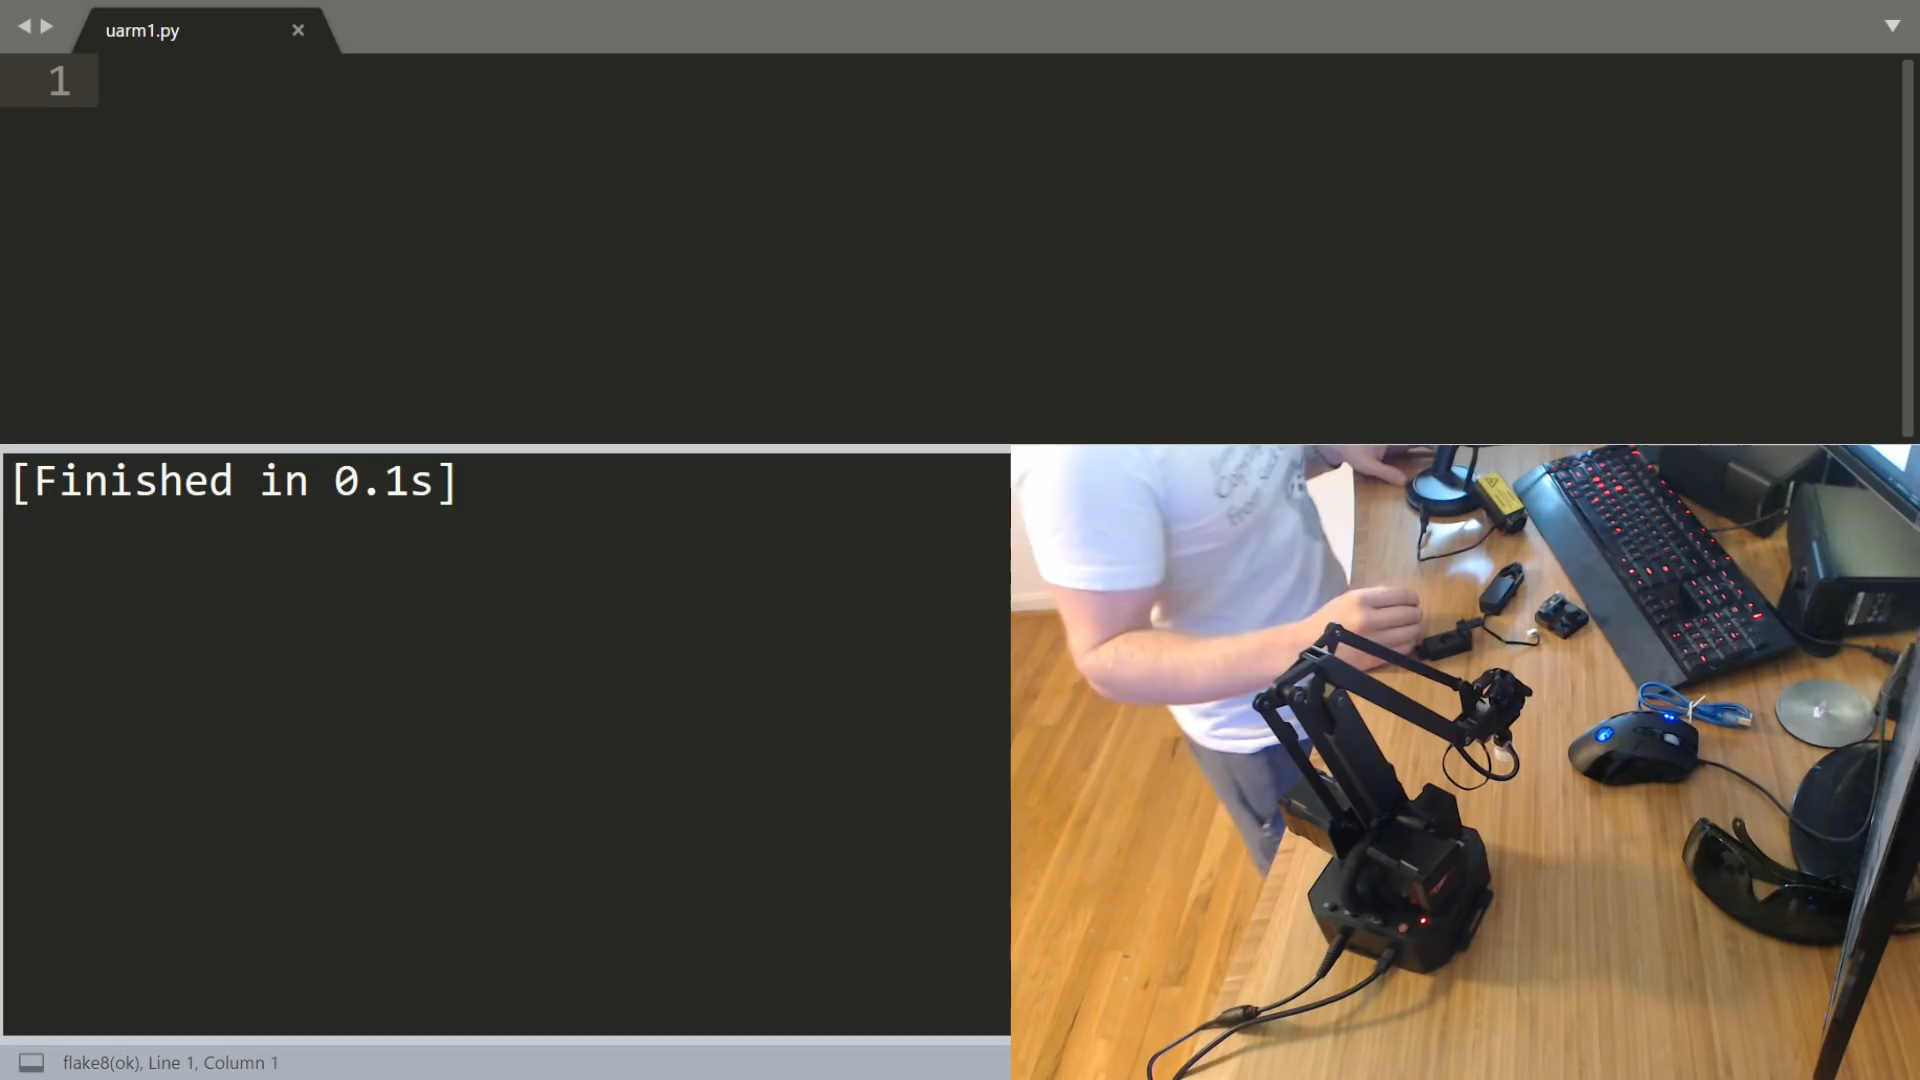 uarm1.py
1
[Finished in 0.1s]
flake8(ok), Line 1, Column 1